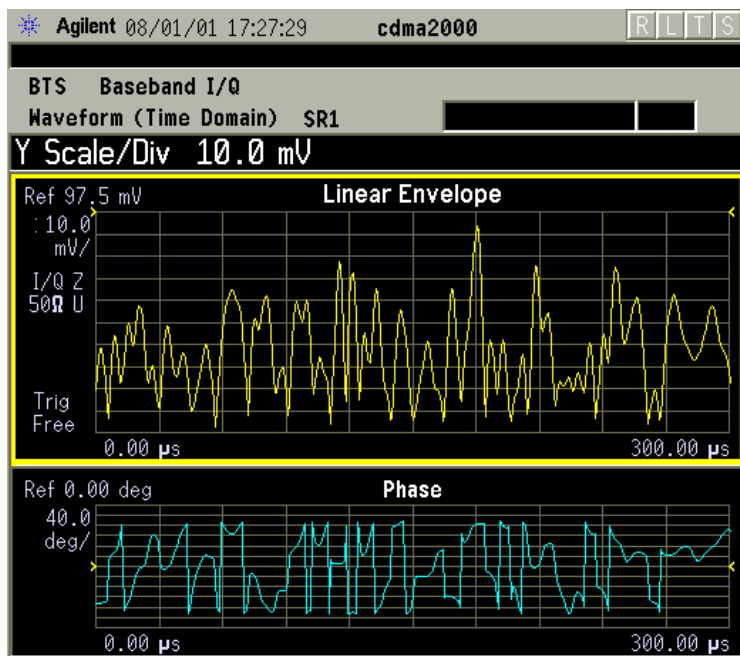 Agilent 08/01/01 17:27:29 cdma2000 R L T S
BTS Baseband I/Q
Waveform (Time Domain) SR1
Y Scale/Div 10.0 mV
Ref 97.5 mV Linear Envelope
10.0
mV/
I/Q Z
50Ω U
Trig
Free
0.00 µs 300.00 µs
Ref 0.00 deg Phase
40.0
deg/
0.00 µs 300.00 µs